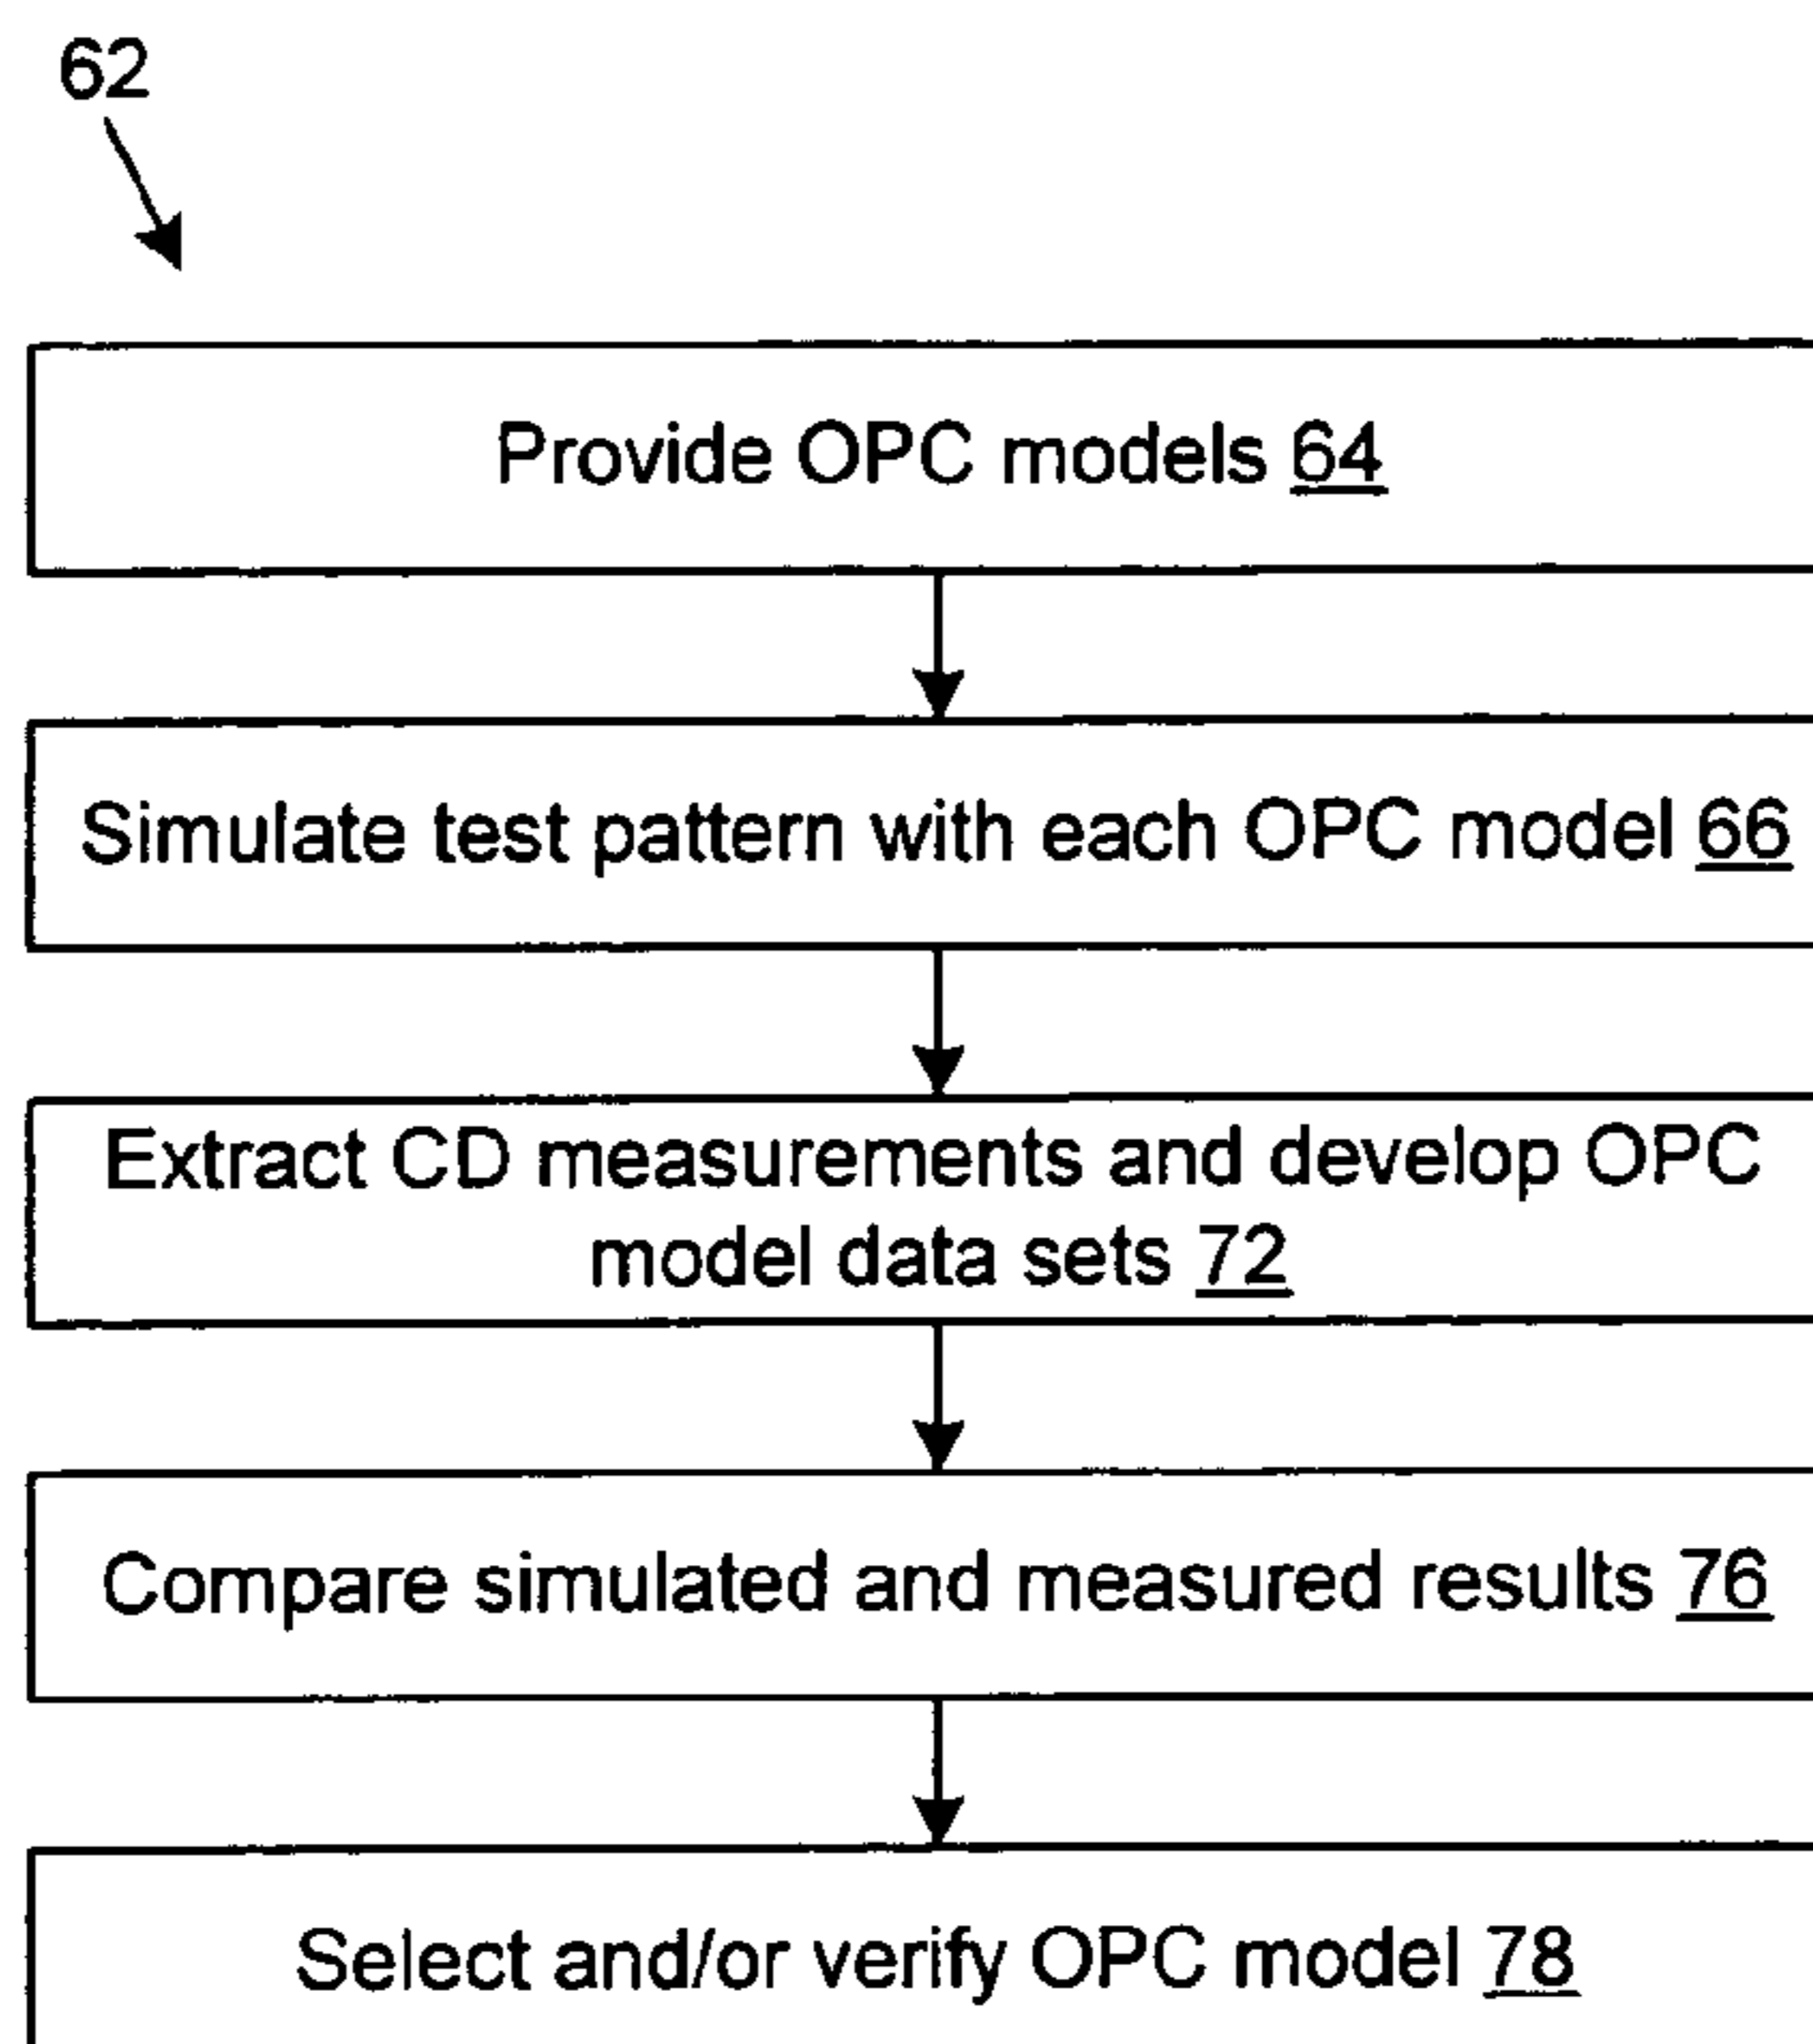 62
Provide OPC models 64
Simulate test pattern with each OPC model 66
Extract CD measurements and develop OPC
model data sets 72
Compare simulated and measured results 76
Select and/or verify OPC model 78